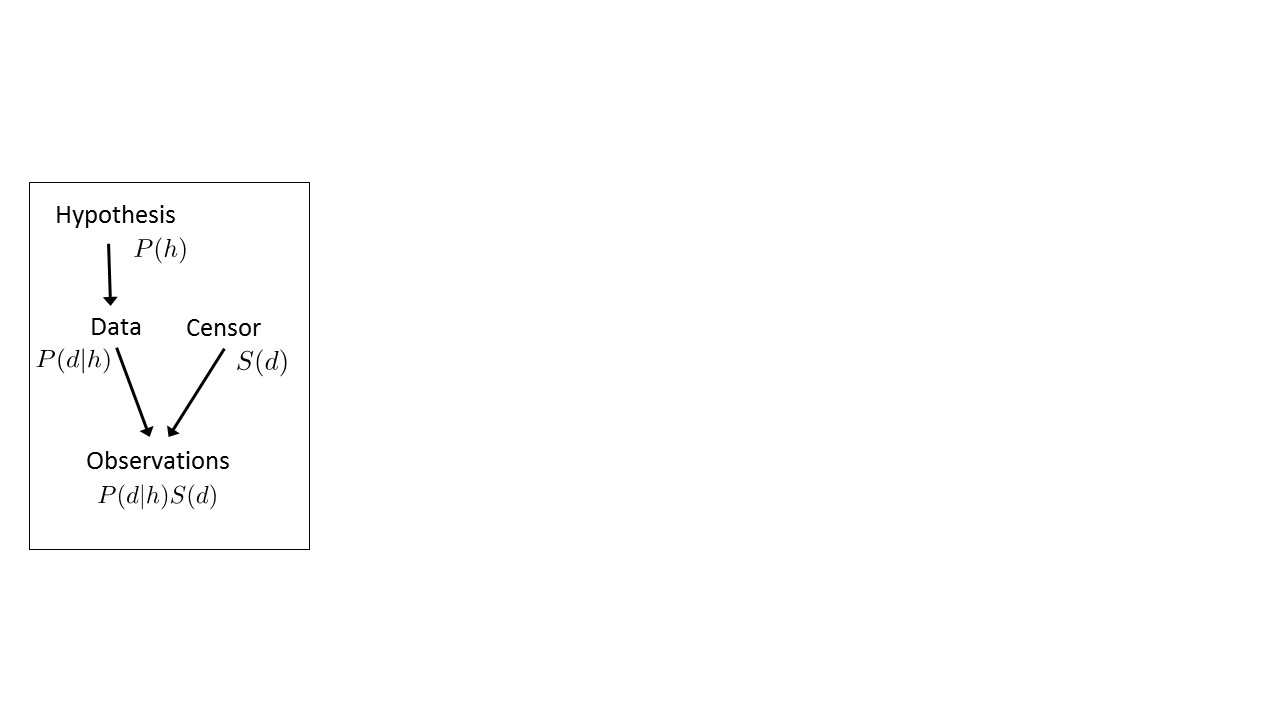 Hypothesis
P(h)
Data
Censor
P(d|h)
S(d)
Observations
P(d|h)S(d)